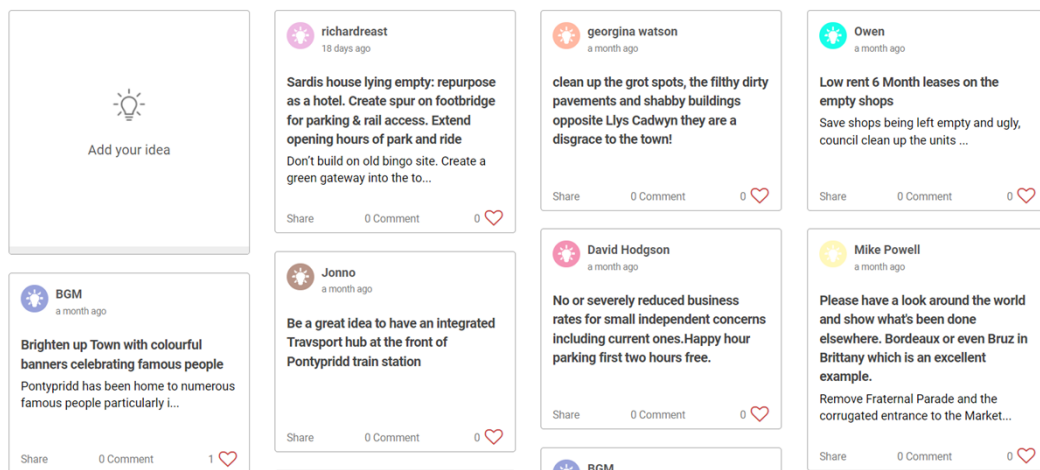 Add your idea
BGM
a month ago
Brighten up Town with colourful
banners celebrating famous people
Pontypridd has been home to numerous
famous people particularly i...
Share 0 Comment 1
richardreast
18 days ago
Sardis house lying empty: repurpose
as a hotel. Create spur on footbridge
for parking & rail access. Extend
opening hours of park and ride
Don't build on old bingo site. Create a
green gateway into the to...
Share 0 Comment 0
Jonno
a month ago
Be a great idea to have an integrated
Travsport hub at the front of
Pontypridd train station
Share 0 Comment 0
georgina watson
a month ago
clean up the grot spots, the filthy dirty
pavements and shabby buildings
opposite Llys Cadwyn they are a
disgrace to the town!
Share 0 Comment 0
David Hodgson
a month ago
No or severely reduced business
rates for small independent concerns
including current ones.Happy hour
parking first two hours free.
Share 0 Comment 0
BGM
Owen
a month ago
Low rent 6 Month leases on the
empty shops
Save shops being left empty and ugly,
council clean up the units ...
Share 0 Comment 0
Mike Powell
a month ago
Please have a look around the world
and show what's been done
elsewhere. Bordeaux or even Bruz in
Brittany which is an excellent
example.
Remove Fraternal Parade and the
corrugated entrance to the Market...
Share 0 Comment 0